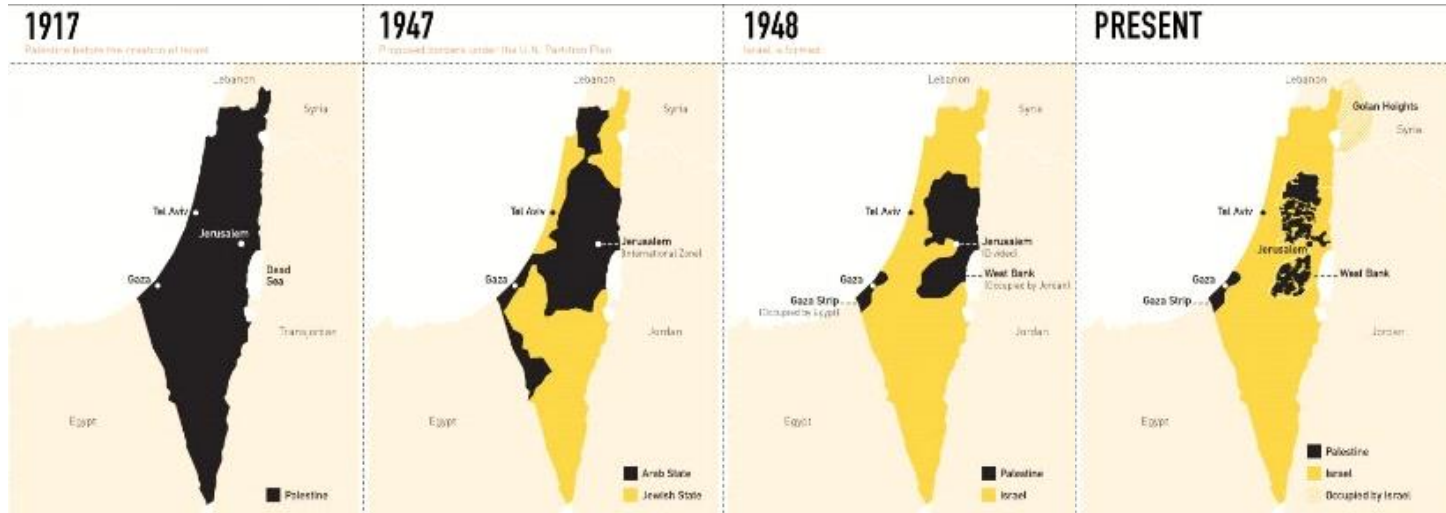 1917
Palestine before the creation of Israel
Lebanon
Syria
Tel Aviv
Jerusalem
Gaza
Dead
Sea
Transjordan
Egypt
Palestine
1947
Proposed borders under the U.N. Partition Plan
Lebanon
Syria
Tel Aviv
Jerusalem
(International Zone)
Gaza
Jordan
Egypt
Arab State
Jewish State
1948
Israel is formed
Lebanon
Syria
Tel Aviv
Jerusalem
(Divided)
Gaza
West Bank
(Occupied by Jordan)
Gaza Strip
(Occupied by Egypt)
Jordan
Egypt
Palestine
Israel
PRESENT
Lebanon
Golan Heights
Syria
Tel Aviv
Jerusalem
Gaza
West Bank
Gaza Strip
Jordan
Egypt
Palestine
Israel
Occupied by Israel